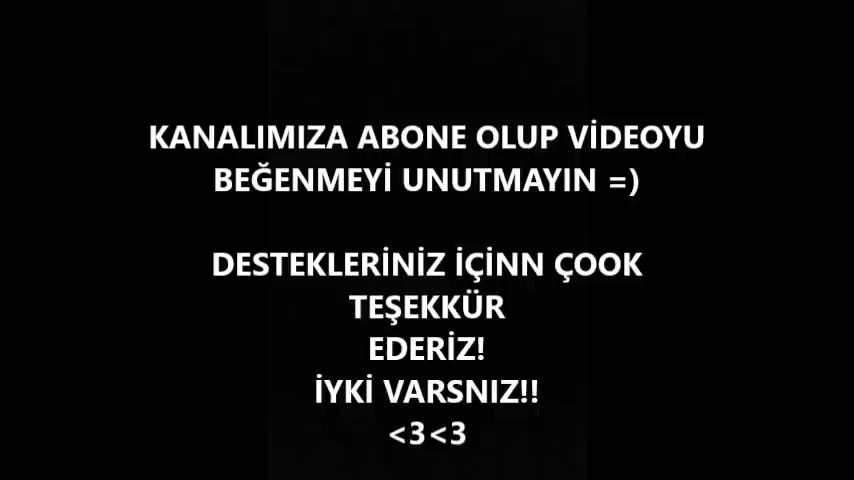 KANALIMIZA ABONE OLUP VİDEOYU
BEĞENMEYİ UNUTMAYIN =)
DESTEKLERİNİZ İÇİNN ÇOOK
TEŞEKKÜR
EDERİZ!
İYKİ VARSNIZ!!
<3<3